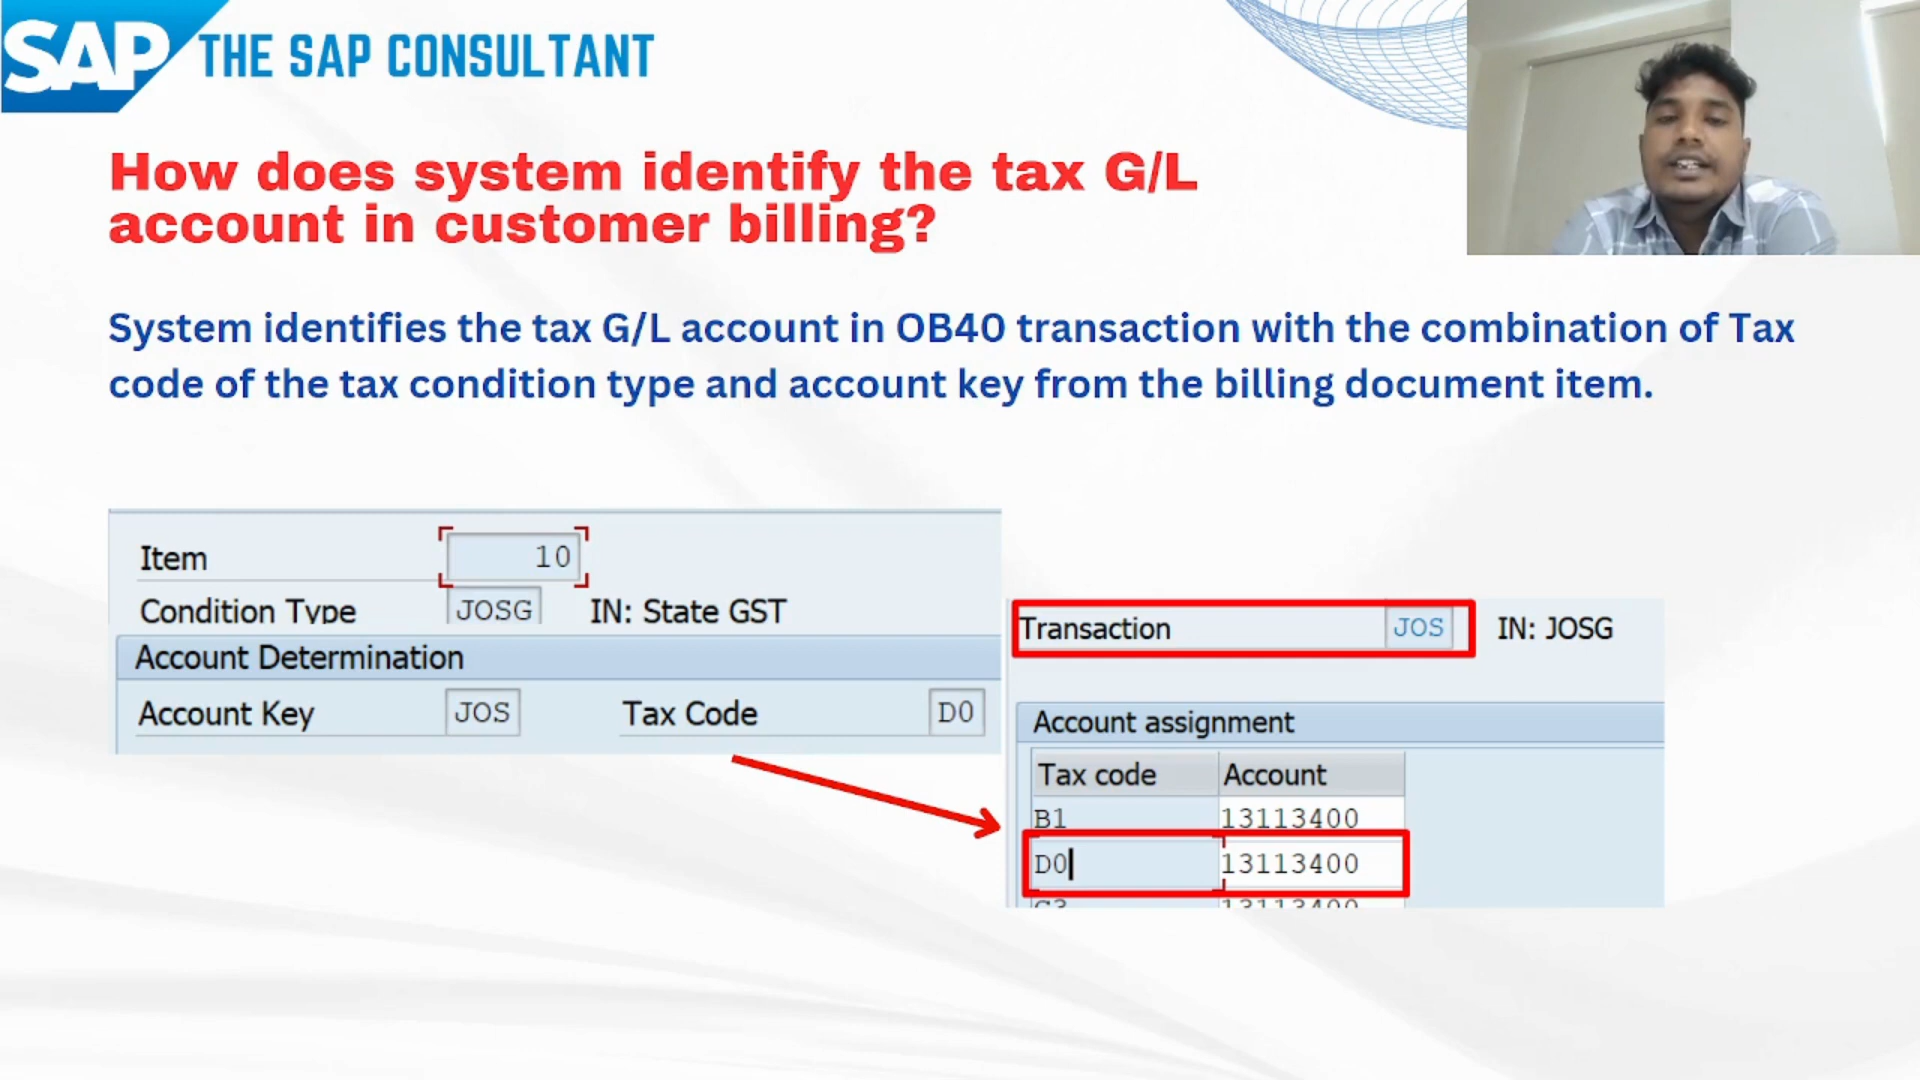 SAP THE SAP CONSULTANT
How does system identify the tax G/L
account in customer billing?
System identifies the tax G/L account in OB40 transaction with the combination of Tax
code of the tax condition type and account key from the billing document item.
Item 10
Condition Type JOSG IN: State GST
Account Determination
Account Key JOS Tax Code D0
Transaction JOS IN: JOSG
Account assignment
Tax code Account
B1 13113400
D0 13113400
13113400